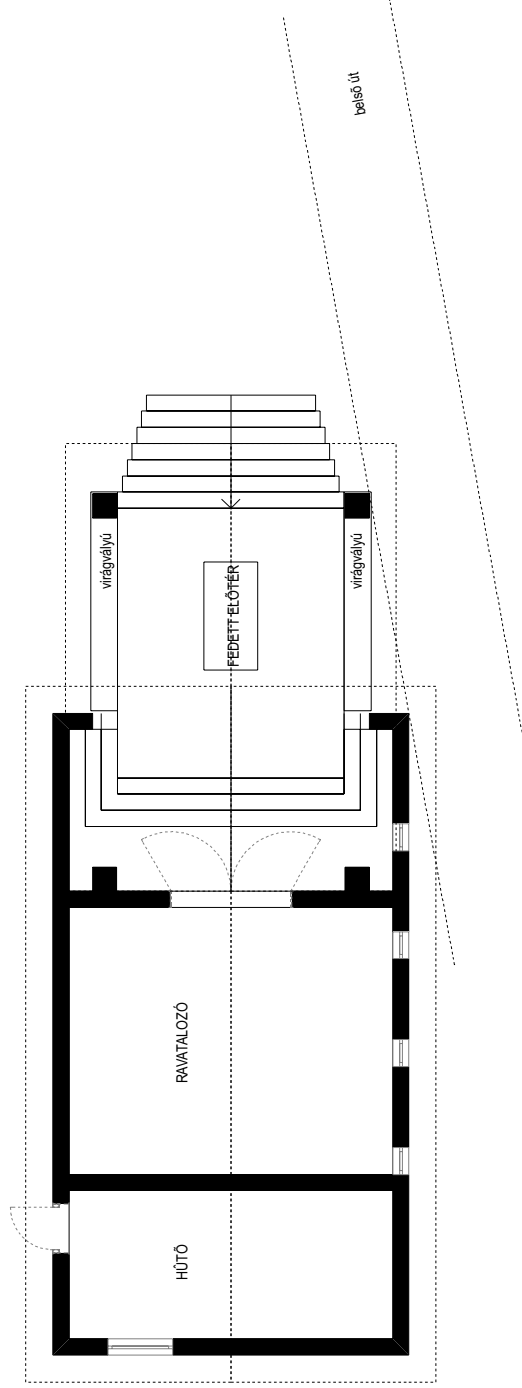 belső út
virágvályú
virágvályú
FEDETT ELŐTÉR
RAVATALOZÓ
HŰTŐ